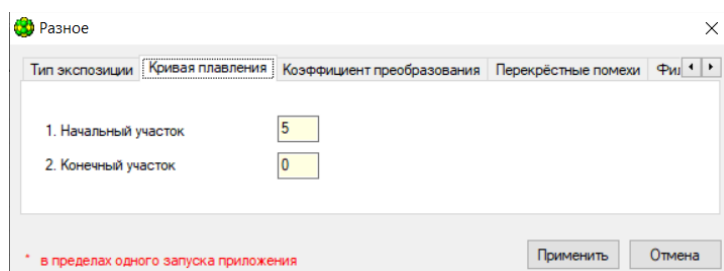 Разное
Тип экспозиции Кривая плавления Коэффициент преобразования Перекрёстные помехи
1. Начальный участок 5
2. Конечный участок 0
* в пределах одного запуска приложения Применить Отмена